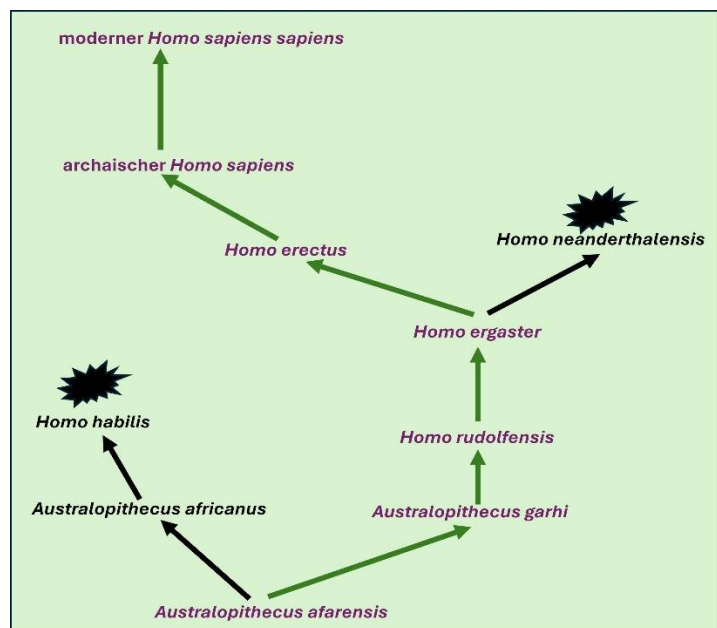 moderner Homo sapiens sapiens
archaischer Homo sapiens
Homo neanderthalensis
Homo erectus
Homo ergaster
Homo habilis
Homo rudolfensis
Australopithecus africanus
Australopithecus garhi
Australopithecus afarensis